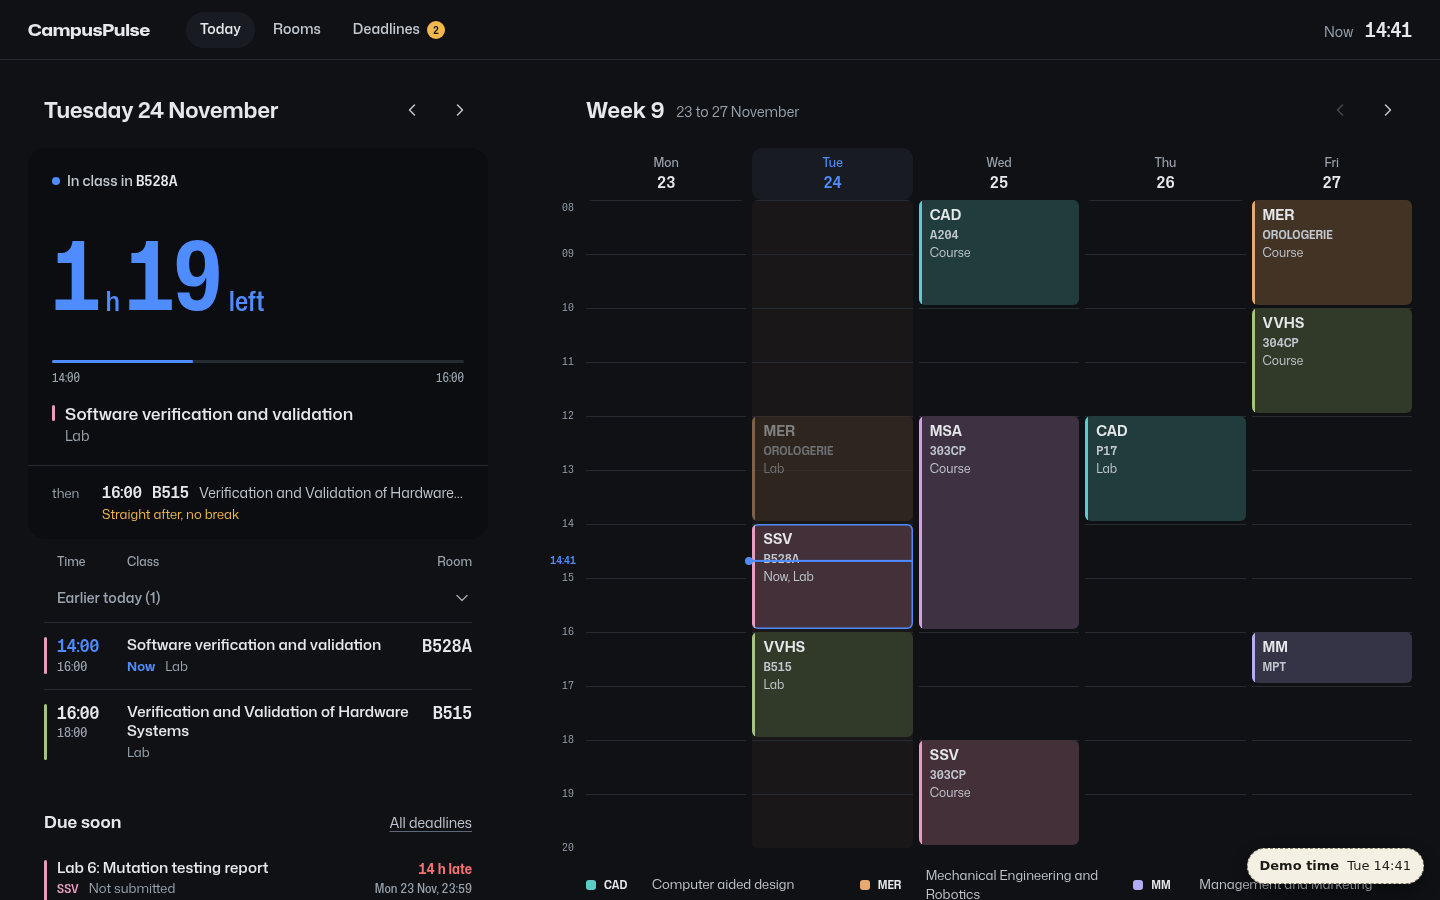 CampusPulse
Today
Rooms
Deadlines 2
Now 14:41
Tuesday 24 November
In class in B528A
1 h 19 left
14:00
16:00
Software verification and validation
Lab
then 16:00 B515 Verification and Validation of Hardware...
Straight after, no break
Time Class Room
Earlier today (1)
14:00 Software verification and validation B528A
16:00 Now Lab
16:00 Verification and Validation of Hardware B515
18:00 Systems
Lab
Due soon
All deadlines
Lab 6: Mutation testing report 14 h late
SSV Not submitted Mon 23 Nov, 23:59
Week 9 23 to 27 November
Mon
23
Tue
24
Wed
25
Thu
26
Fri
27
08
09
10
11
12
13
14
14:41
15
16
17
18
19
20
MER
OROLOGERIE
Lab
SSV
B528A
Now, Lab
VVHS
B515
Lab
CAD
A204
Course
MSA
303CP
Course
SSV
303CP
Course
CAD
P17
Lab
MER
OROLOGERIE
Course
VVHS
304CP
Course
MM
MPT
CAD Computer aided design
MER Mechanical Engineering and
Robotics
MM Management and Marketing
Demo time Tue 14:41